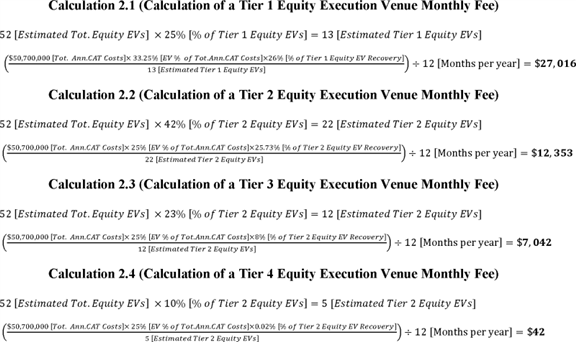 Calculation 2.1 (Calculation of a Tier 1 Equity Execution Venue Monthly Fee)
52 [Estimated Tot. Equity EVs] × 25% [% of Tier 1 Equity EVs] = 13 [Estimated Tier 1 Equity EVs]
($50,700,000 [Tot. Ann.CAT Costs]× 33.25% [EV % of Tot.Ann.CAT Costs]×26% [% of Tier 1 Equity EV Recovery] / 13 [Estimated Tier 1 Equity EVs]) ÷ 12 [Months per year] = $27,016
Calculation 2.2 (Calculation of a Tier 2 Equity Execution Venue Monthly Fee)
52 [Estimated Tot. Equity EVs] × 42% [% of Tier 2 Equity EVs] = 22 [Estimated Tier 2 Equity EVs]
($50,700,000 [Tot. Ann.CAT Costs]× 25% [EV % of Tot.Ann.CAT Costs]×25.73% [% of Tier 2 Equity EV Recovery] / 22 [Estimated Tier 2 Equity EVs]) ÷ 12 [Months per year] = $12,353
Calculation 2.3 (Calculation of a Tier 3 Equity Execution Venue Monthly Fee)
52 [Estimated Tot. Equity EVs] × 23% [% of Tier 2 Equity EVs] = 12 [Estimated Tier 2 Equity EVs]
($50,700,000 [Tot. Ann.CAT Costs]× 25% [EV % of Tot.Ann.CAT Costs]×8% [% of Tier 2 Equity EV Recovery] / 12 [Estimated Tier 2 Equity EVs]) ÷ 12 [Months per year] = $7,042
Calculation 2.4 (Calculation of a Tier 4 Equity Execution Venue Monthly Fee)
52 [Estimated Tot. Equity EVs] × 10% [% of Tier 2 Equity EVs] = 5 [Estimated Tier 2 Equity EVs]
($50,700,000 [Tot. Ann.CAT Costs]× 25% [EV % of Tot.Ann.CAT Costs]×0.02% [% of Tier 2 Equity EV Recovery] / 5 [Estimated Tier 2 Equity EVs]) ÷ 12 [Months per year] = $42